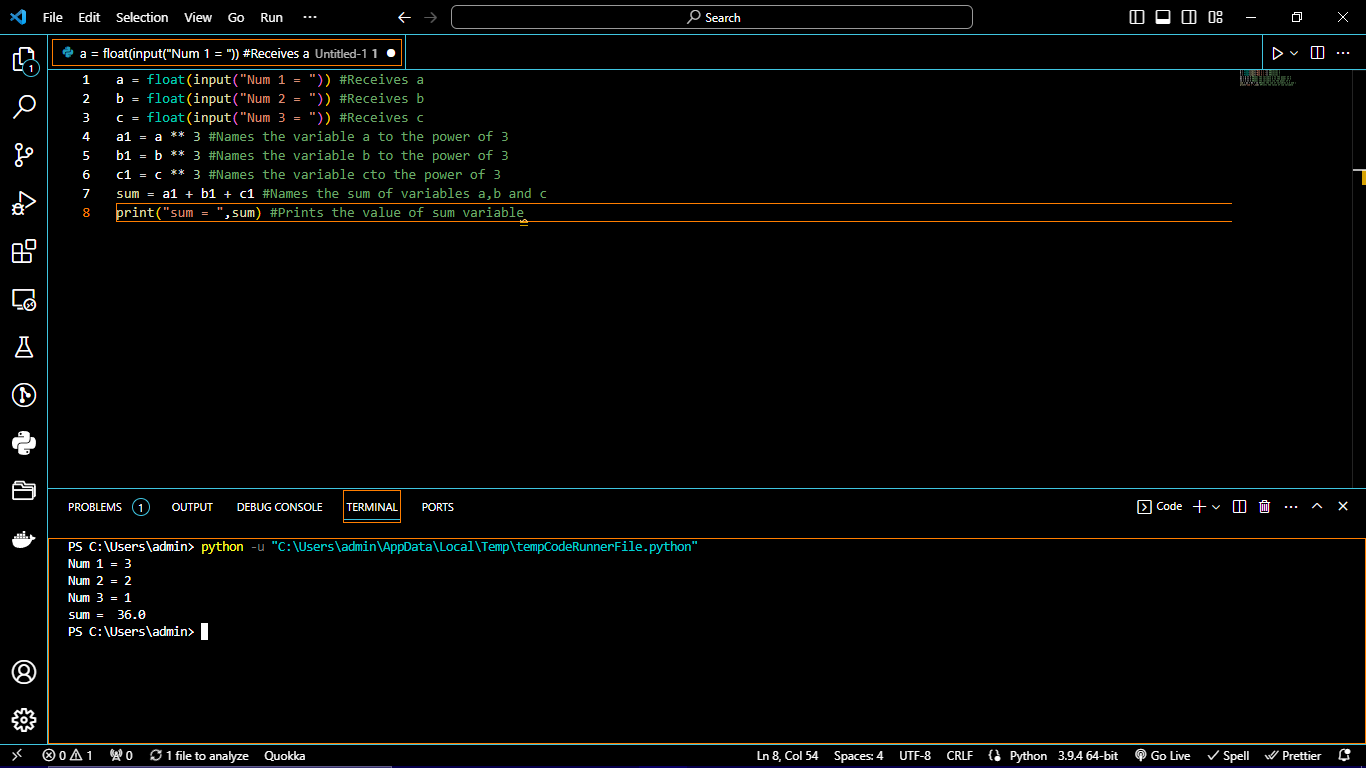 File Edit Selection View Go Run ··· Search
a = float(input("Num 1 = ")) #Receives a Untitled-1 1
1 a = float(input("Num 1 = ")) #Receives a
2 b = float(input("Num 2 = ")) #Receives b
3 c = float(input("Num 3 = ")) #Receives c
4 a1 = a ** 3 #Names the variable a to the power of 3
5 b1 = b ** 3 #Names the variable b to the power of 3
6 c1 = c ** 3 #Names the variable cto the power of 3
7 sum = a1 + b1 + c1 #Names the sum of variables a,b and c
8 print("sum = ",sum) #Prints the value of sum variable
1
PROBLEMS 1 OUTPUT DEBUG CONSOLE TERMINAL PORTS Code
PS C:\Users\admin> python -u "C:\Users\admin\AppData\Local\Temp\tempCodeRunnerFile.python"
Num 1 = 3
Num 2 = 2
Num 3 = 1
sum =  36.0
PS C:\Users\admin>
0 1 0 1 file to analyze Quokka Ln 8, Col 54 Spaces: 4 UTF-8 CRLF Python 3.9.4 64-bit Go Live Spell Prettier